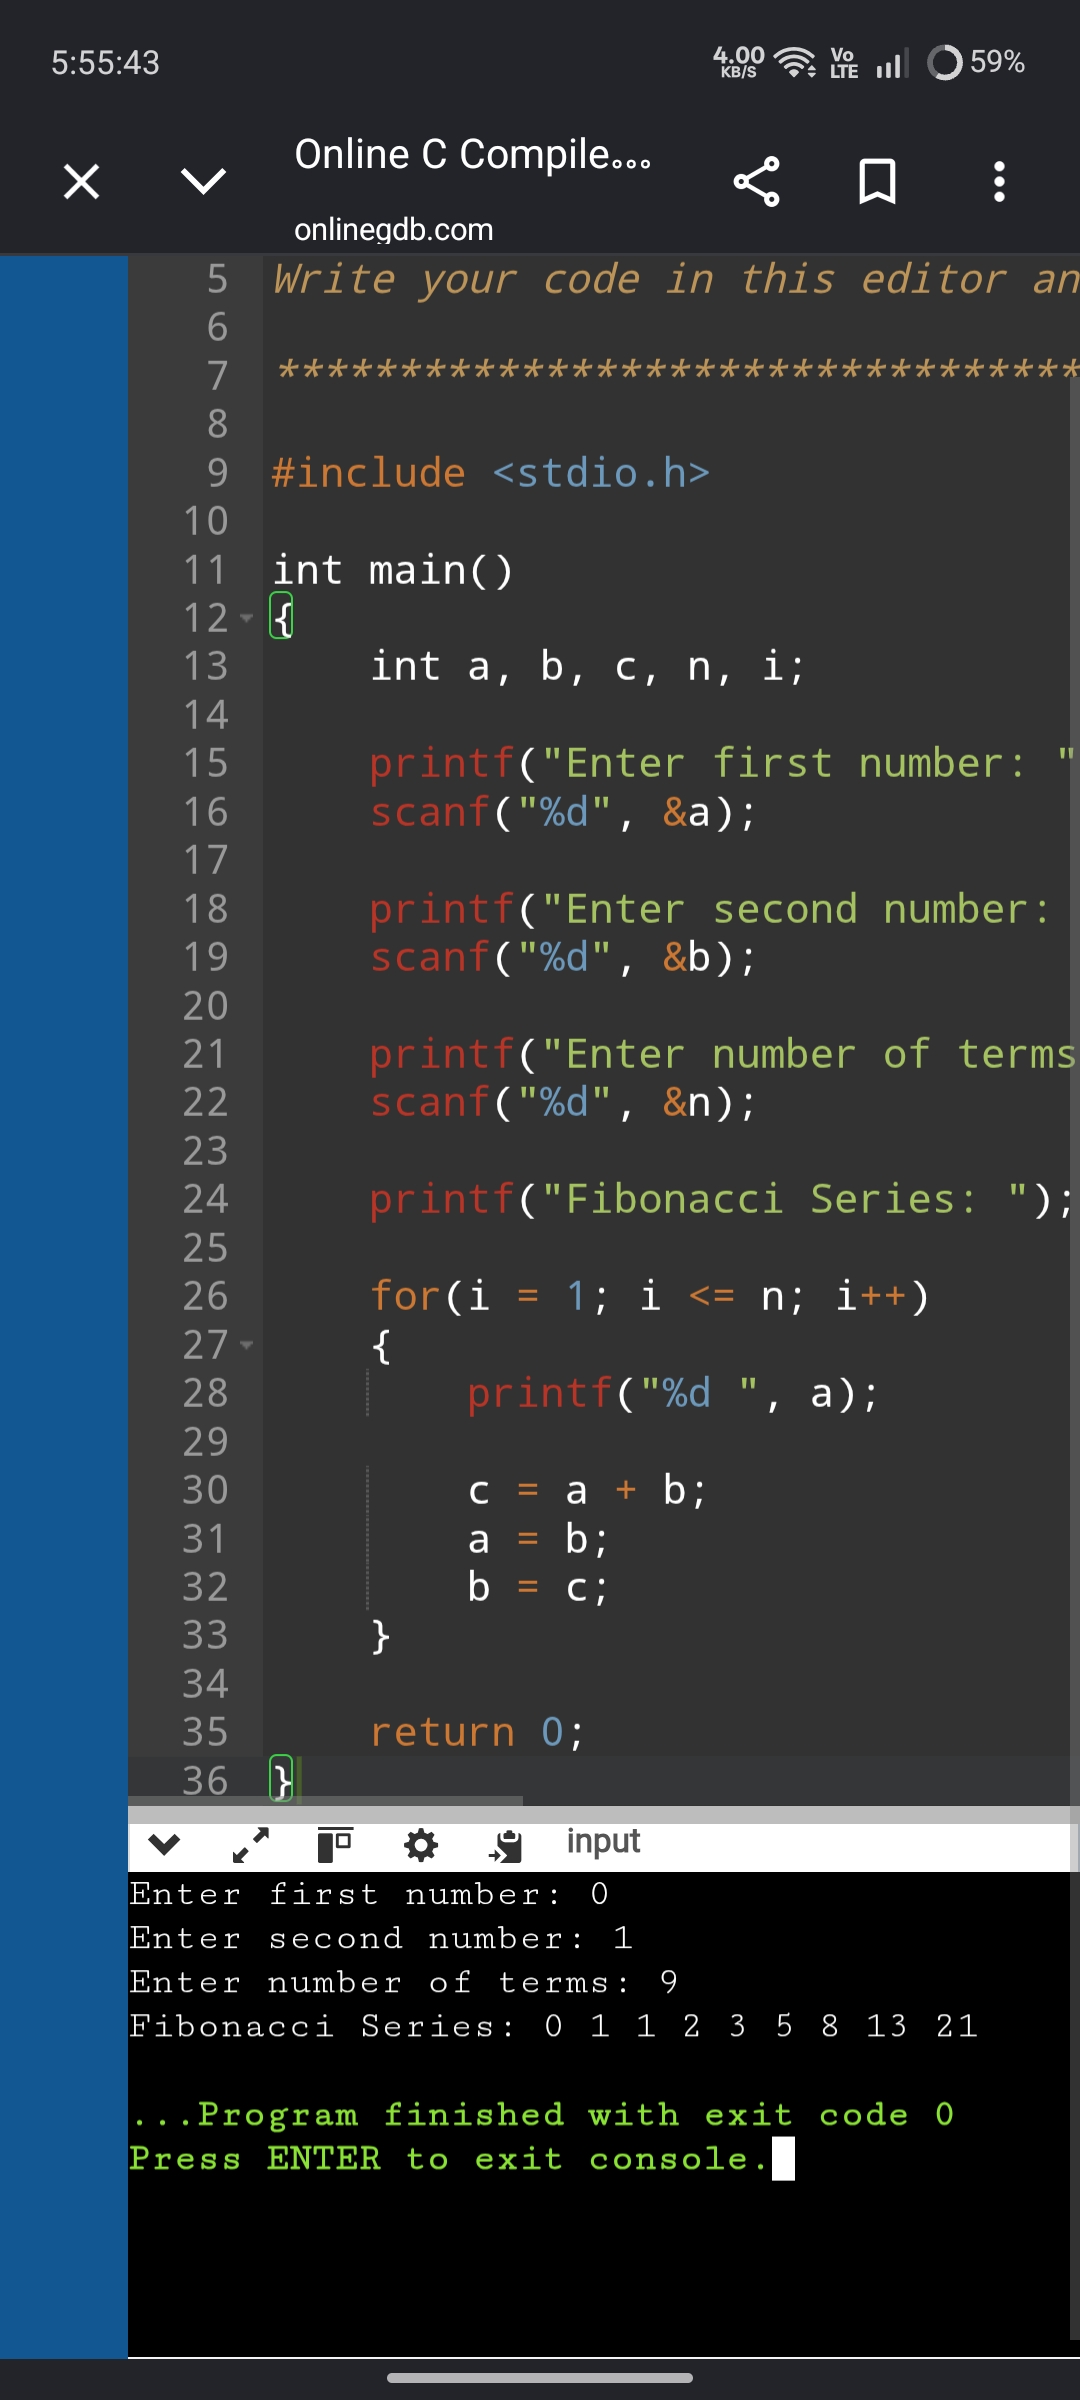 5:55:43 4.00 KB/S Vo LTE 59%
Online C Compile...
onlinegdb.com
5 Write your code in this editor an
6
7 *********************************
8
9 #include <stdio.h>
10
11 int main()
12 {
13 int a, b, c, n, i;
14
15 printf("Enter first number: "
16 scanf("%d", &a);
17
18 printf("Enter second number:
19 scanf("%d", &b);
20
21 printf("Enter number of terms
22 scanf("%d", &n);
23
24 printf("Fibonacci Series: ");
25
26 for(i = 1; i <= n; i++)
27 {
28 printf("%d ", a);
29
30 c = a + b;
31 a = b;
32 b = c;
33 }
34
35 return 0;
36 }
input
Enter first number: 0
Enter second number: 1
Enter number of terms: 9
Fibonacci Series: 0 1 1 2 3 5 8 13 21
...Program finished with exit code 0
Press ENTER to exit console.